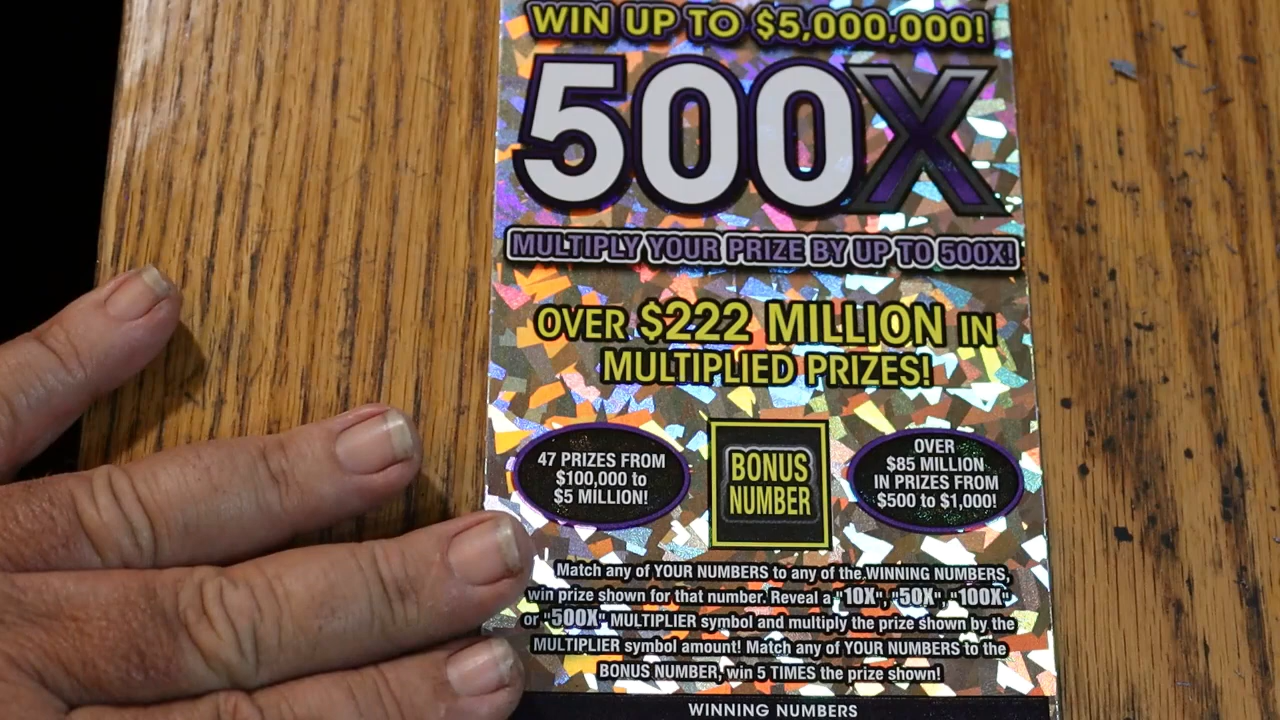 WIN UP TO $5,000,000!
500X
MULTIPLY YOUR PRIZE BY UP TO 500X!
OVER $222 MILLION IN
MULTIPLIED PRIZES!
47 PRIZES FROM
$100,000 to
$5 MILLION!
BONUS
NUMBER
OVER
$85 MILLION
IN PRIZES FROM
$500 to $1,000!
Match any of YOUR NUMBERS to any of the WINNING NUMBERS,
win prize shown for that number. Reveal a "10X", "50X", "100X"
or "500X" MULTIPLIER symbol and multiply the prize shown by the
MULTIPLIER symbol amount! Match any of YOUR NUMBERS to the
BONUS NUMBER, win 5 TIMES the prize shown!
WINNING NUMBERS